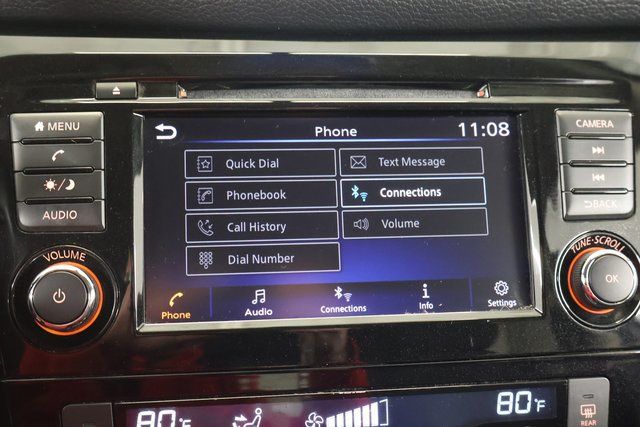 MENU
AUDIO
VOLUME
Phone 11:08
Quick Dial
Text Message
Phonebook
Connections
Call History
Volume
Dial Number
Phone
Audio
Connections
Info
Settings
CAMERA
BACK
TUNE·SCROLL
OK
80°F
80°F
REAR